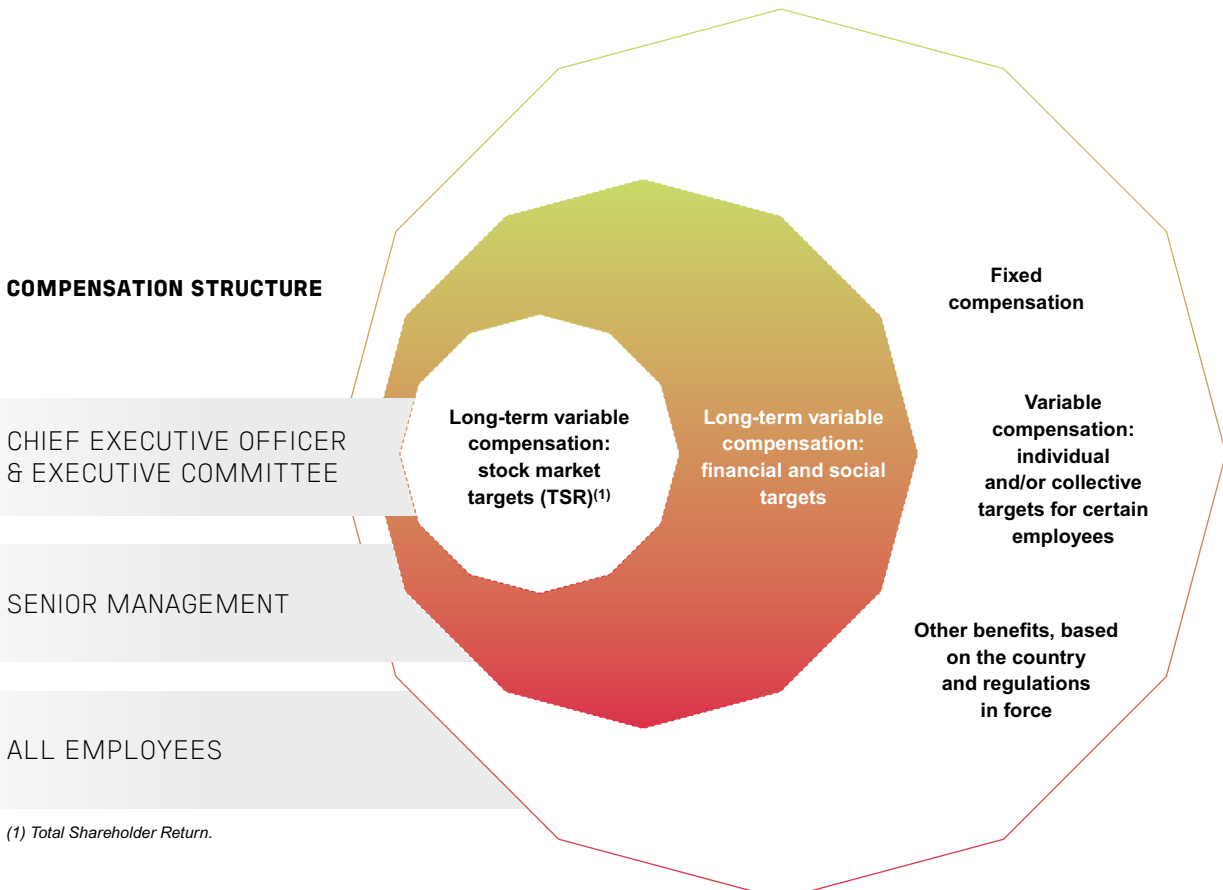 COMPENSATION STRUCTURE
CHIEF EXECUTIVE OFFICER
& EXECUTIVE COMMITTEE
SENIOR MANAGEMENT
ALL EMPLOYEES
(1) Total Shareholder Return.
Long-term variable
compensation:
stock market
targets (TSR)(1)
Long-term variable
compensation:
financial and social
targets
Fixed
compensation
Variable
compensation:
individual
and/or collective
targets for certain
employees
Other benefits, based
on the country
and regulations
in force